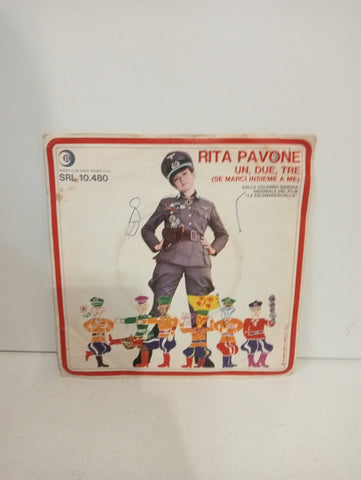 RITA PAVONE
UN, DUE, TRE
(SE MARCI INSIEME A ME)
DALLA COLONNA SONORA
ORIGINALE DEL FILM
"LA FELDMARESCIALLA"
SRL 10.480